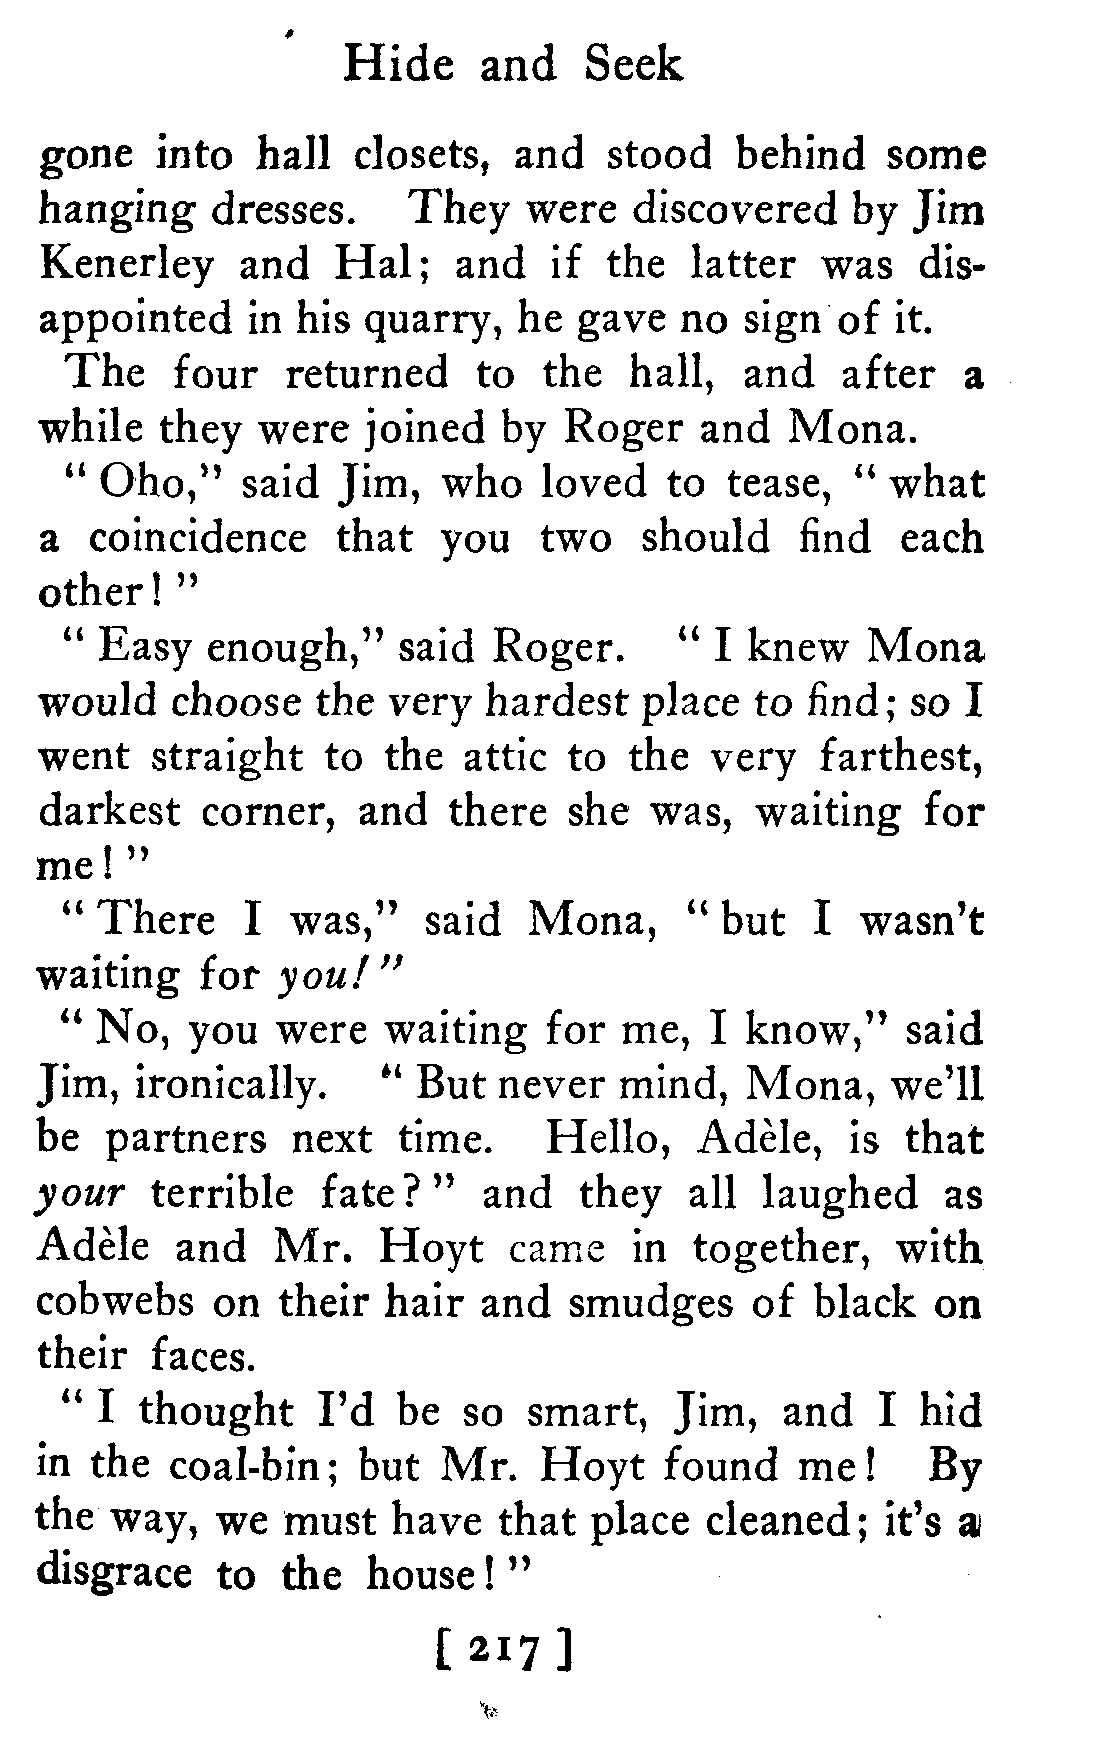 Hide and Seek
gone into hall closets, and stood behind some
hanging dresses. They were discovered by Jim
Kenerley and Hal; and if the latter was dis-
appointed in his quarry, he gave no sign of it.
The four returned to the hall, and after a
while they were joined by Roger and Mona.
“ Oho,” said Jim, who loved to tease, “ what
a coincidence that you two should find each
other! ”
“ Easy enough,” said Roger. “ I knew Mona
would choose the very hardest place to find; so I
went straight to the attic to the very farthest,
darkest corner, and there she was, waiting for
me! ”
“ There I was,” said Mona, “ but I wasn’t
waiting for you! ”
“ No, you were waiting for me, I know,” said
Jim, ironically. “ But never mind, Mona, we’ll
be partners next time. Hello, Adèle, is that
your terrible fate? ” and they all laughed as
Adèle and Mr. Hoyt came in together, with
cobwebs on their hair and smudges of black on
their faces.
“ I thought I’d be so smart, Jim, and I hid
in the coal-bin; but Mr. Hoyt found me! By
the way, we must have that place cleaned; it’s a
disgrace to the house! ”
[ 217 ]